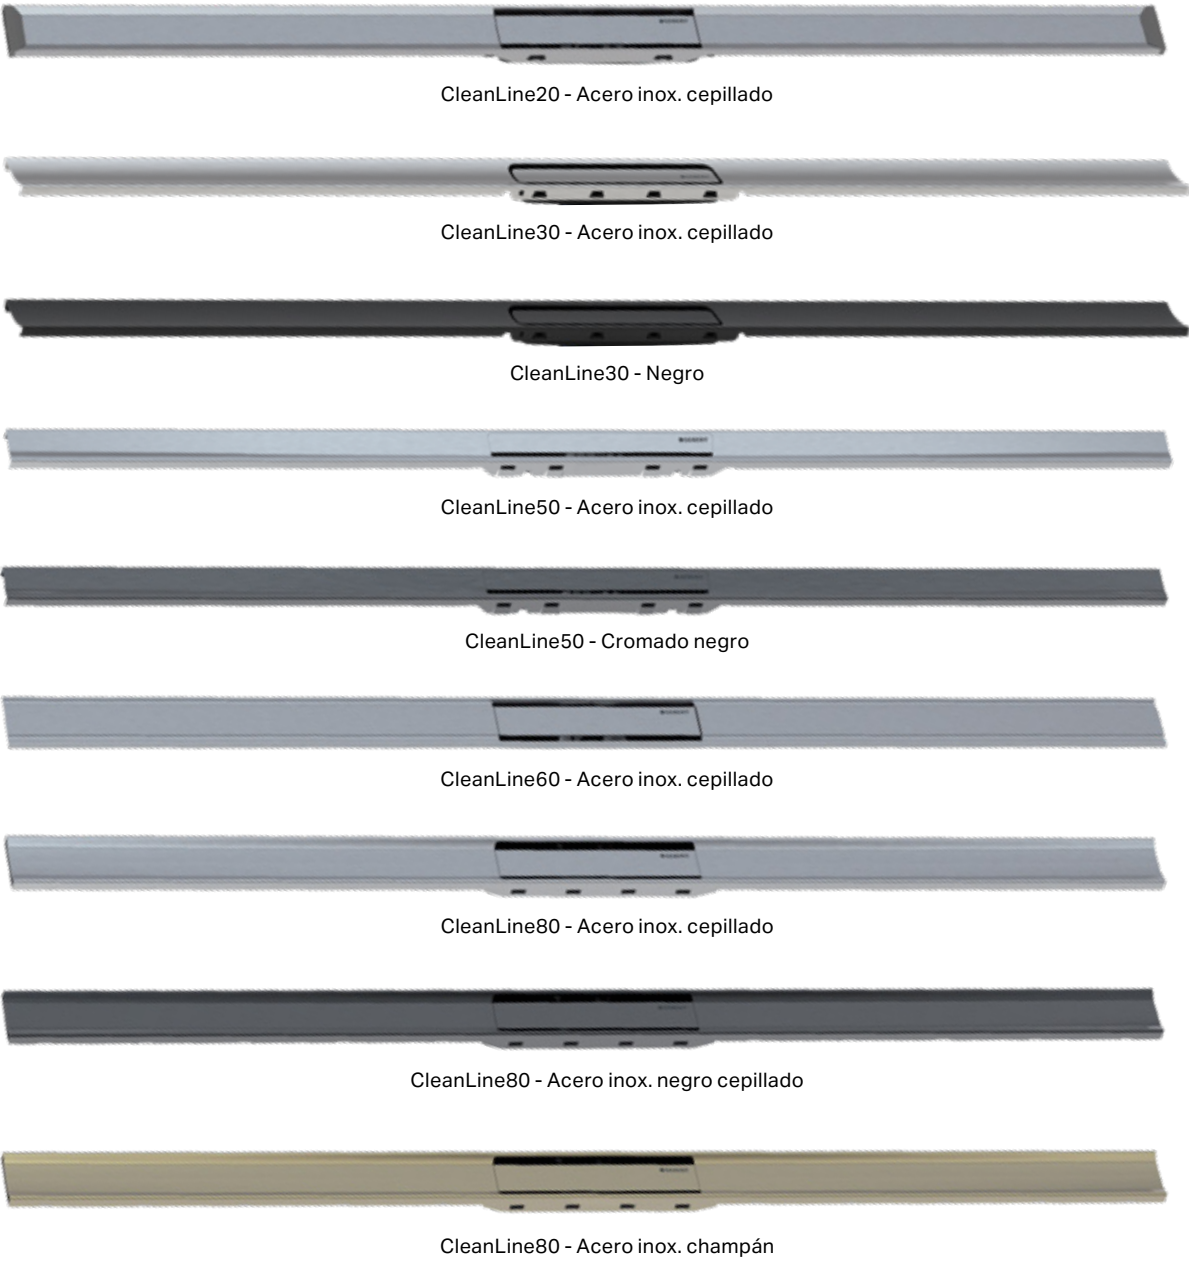 CleanLine20 - Acero inox. cepillado
CleanLine30 - Acero inox. cepillado
CleanLine30 - Negro
CleanLine50 - Acero inox. cepillado
CleanLine50 - Cromado negro
CleanLine60 - Acero inox. cepillado
CleanLine80 - Acero inox. cepillado
CleanLine80 - Acero inox. negro cepillado
CleanLine80 - Acero inox. champán